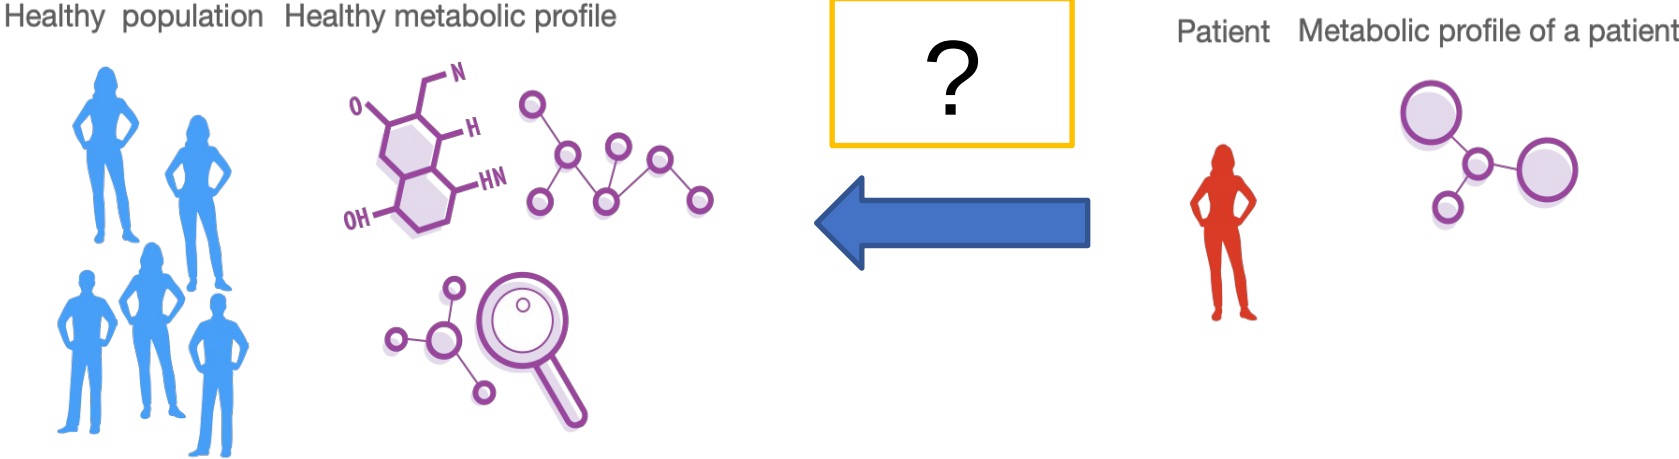 Healthy population
Healthy metabolic profile
?
Patient
Metabolic profile of a patient
N
O
H
HN
OH